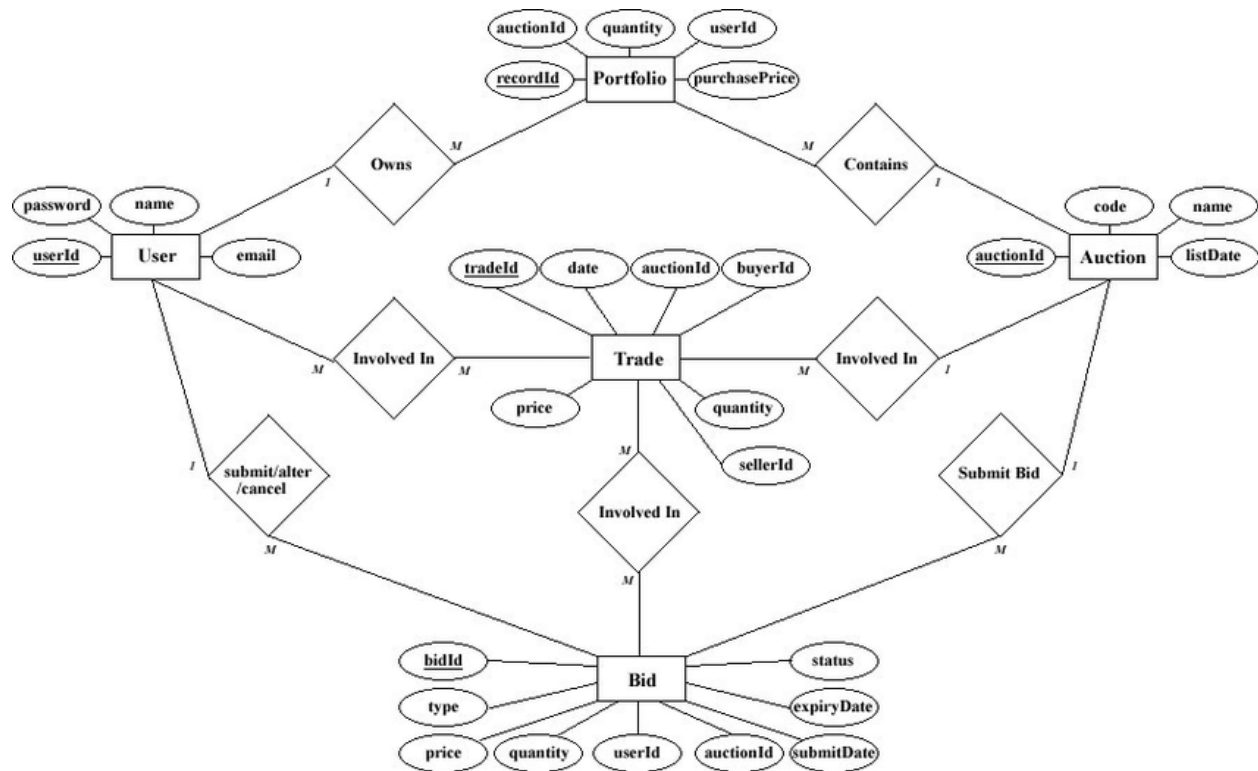 auctionId
quantity
userId
recordId
Portfolio
purchasePrice
Owns
M
1
M
Contains
1
password
name
userId
User
email
code
name
auctionId
Auction
listDate
tradeId
date
auctionId
buyerId
Involved In
M
M
Trade
Involved In
M
1
price
quantity
sellerId
submit/alter
/cancel
1
M
M
Involved In
M
Submit Bid
1
M
bidId
Bid
status
type
expiryDate
price
quantity
userId
auctionId
submitDate